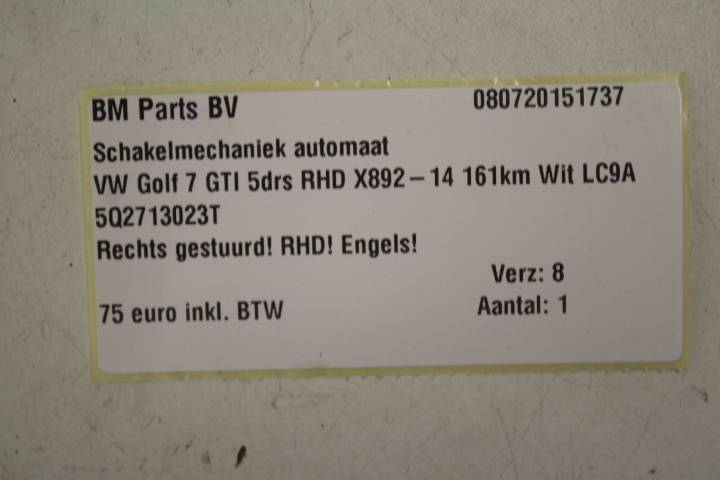 BM Parts BV 080720151737
Schakelmechaniek automaat
VW Golf 7 GTI 5drs RHD X892-14 161km Wit LC9A
5Q2713023T
Rechts gestuurd! RHD! Engels!
Verz: 8
75 euro inkl. BTW Aantal: 1